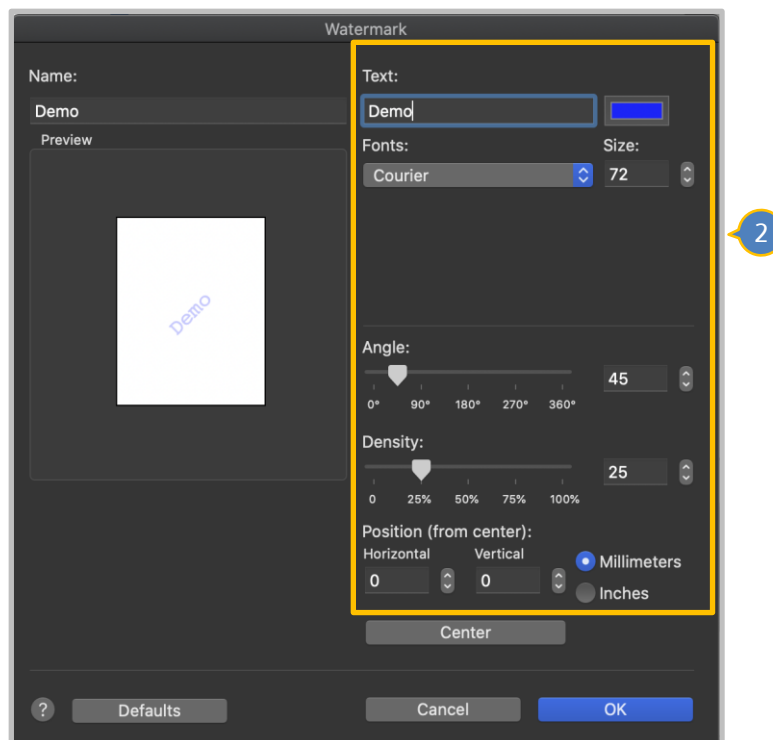 Watermark
Name:
Demo
Preview
Demo
Text:
Demo
Fonts:
Size:
Courier
72
Angle:
45
0° 90° 180° 270° 360°
Density:
25
0 25% 50% 75% 100%
Position (from center):
Horizontal Vertical
0 0
Millimeters
Inches
Center
? Defaults Cancel OK
2